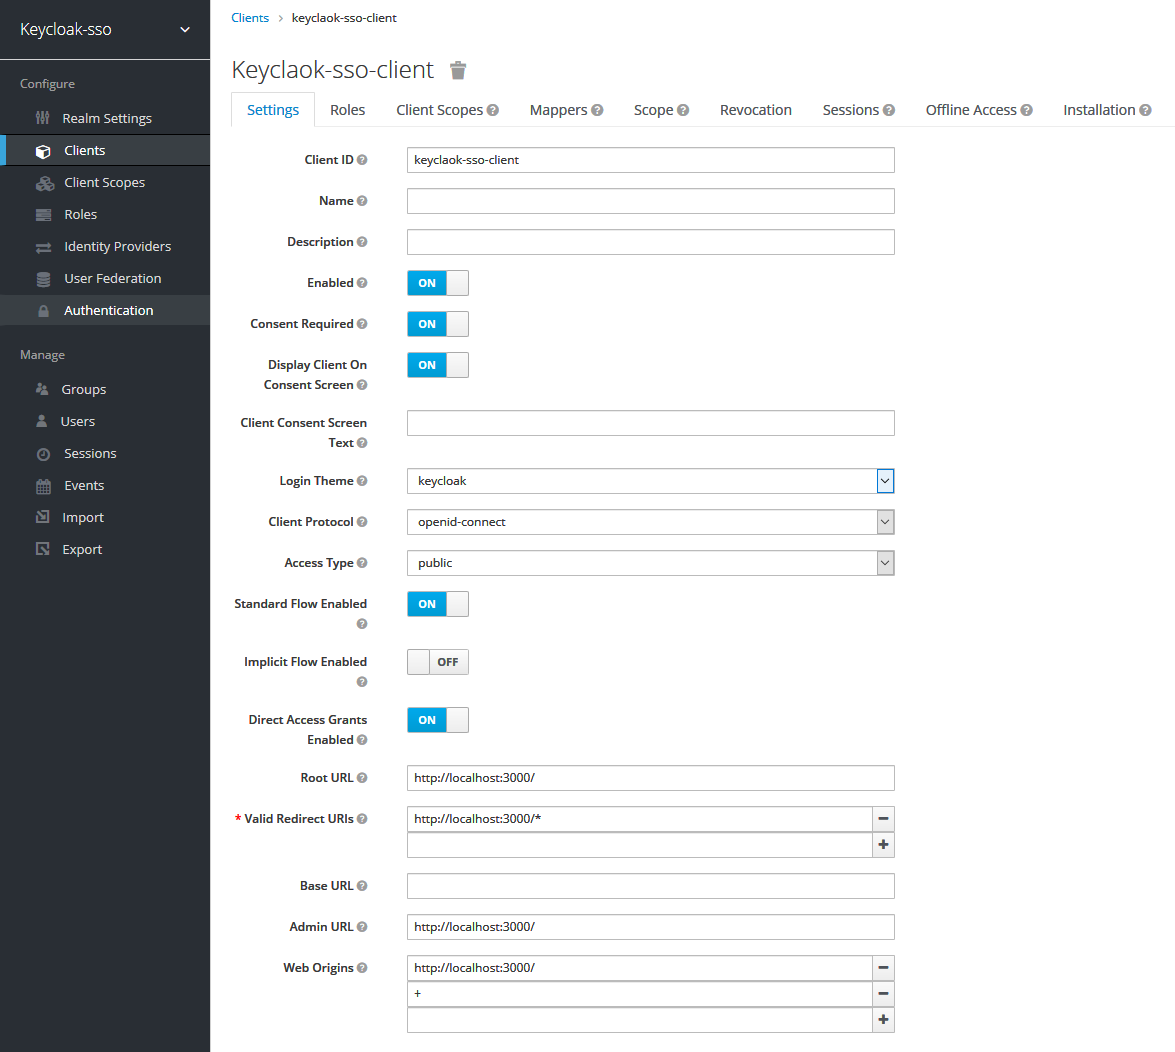 Keycloak-sso
Configure
Realm Settings
Clients
Client Scopes
Roles
Identity Providers
User Federation
Authentication
Manage
Groups
Users
Sessions
Events
Import
Export
Clients > keyclaok-sso-client
Keyclaok-sso-client
Settings Roles Client Scopes Mappers Scope Revocation Sessions Offline Access Installation
Client ID keyclaok-sso-client
Name
Description
Enabled ON
Consent Required ON
Display Client On ON
Consent Screen
Client Consent Screen
Text
Login Theme keycloak
Client Protocol openid-connect
Access Type public
Standard Flow Enabled ON
Implicit Flow Enabled OFF
Direct Access Grants ON
Enabled
Root URL http://localhost:3000/
* Valid Redirect URIs http://localhost:3000/*
Base URL
Admin URL http://localhost:3000/
Web Origins http://localhost:3000/
+